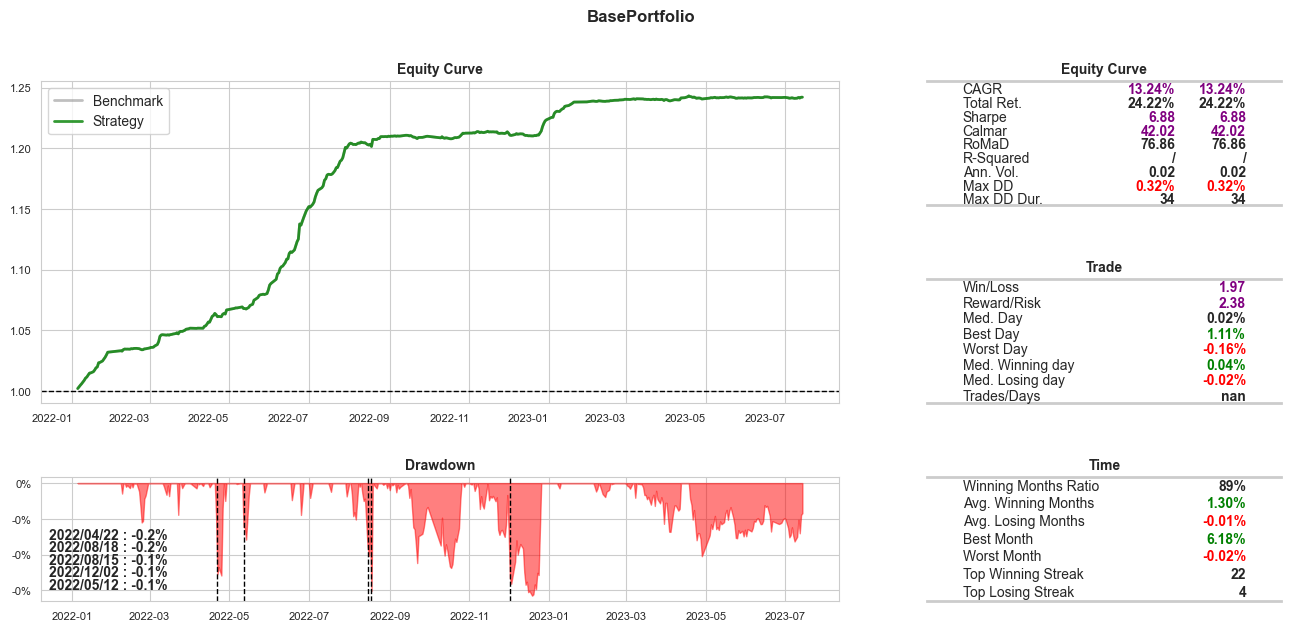 BasePortfolio
Equity Curve
Benchmark
Strategy
1.25
1.20
1.15
1.10
1.05
1.00
2022-01 2022-03 2022-05 2022-07 2022-09 2022-11 2023-01 2023-03 2023-05 2023-07
Equity Curve
CAGR 13.24% 13.24%
Total Ret. 24.22% 24.22%
Sharpe 6.88 6.88
Calmar 42.02 42.02
RoMaD 76.86 76.86
R-Squared / /
Ann. Vol. 0.02 0.02
Max DD 0.32% 0.32%
Max DD Dur. 34 34
Trade
Win/Loss 1.97
Reward/Risk 2.38
Med. Day 0.02%
Best Day 1.11%
Worst Day -0.16%
Med. Winning day 0.04%
Med. Losing day -0.02%
Trades/Days nan
Drawdown
0%
-0%
-0%
-0%
2022/04/22 : -0.2%
2022/08/18 : -0.2%
2022/08/15 : -0.1%
2022/12/02 : -0.1%
2022/05/12 : -0.1%
2022-01 2022-03 2022-05 2022-07 2022-09 2022-11 2023-01 2023-03 2023-05 2023-07
Time
Winning Months Ratio 89%
Avg. Winning Months 1.30%
Avg. Losing Months -0.01%
Best Month 6.18%
Worst Month -0.02%
Top Winning Streak 22
Top Losing Streak 4